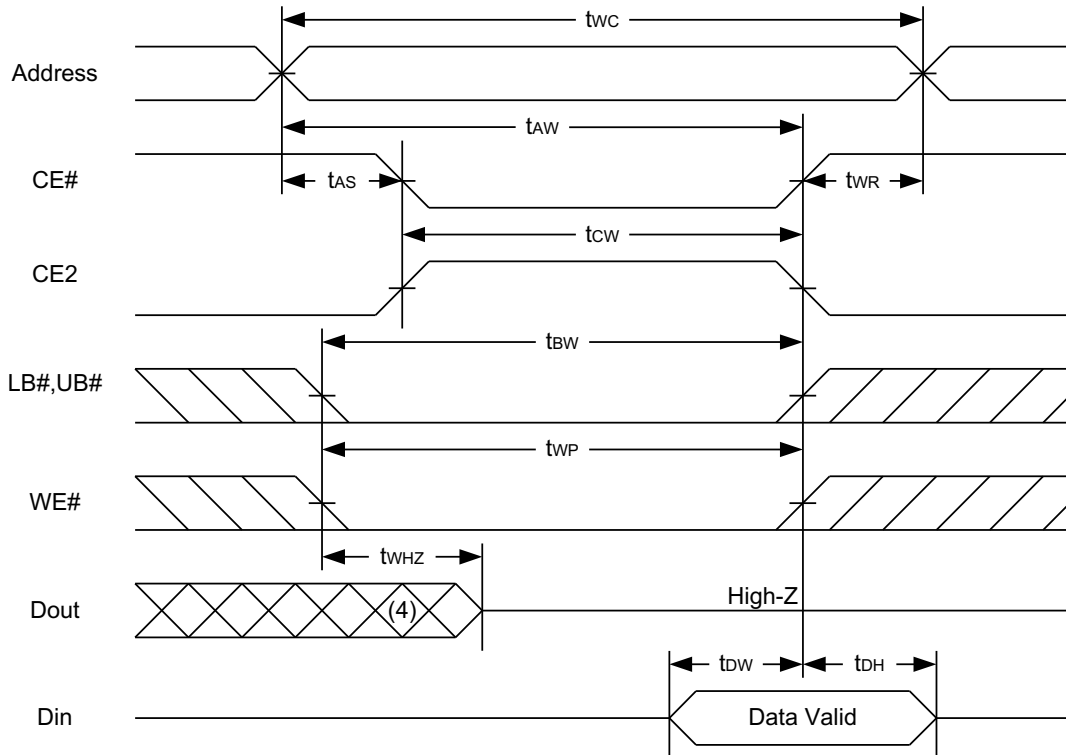 tWC
Address
tAW
CE#
tAS
tWR
tCW
CE2
tBW
LB#,UB#
tWP
WE#
tWHZ
Dout
(4)
High-Z
tDW
tDH
Din
Data Valid